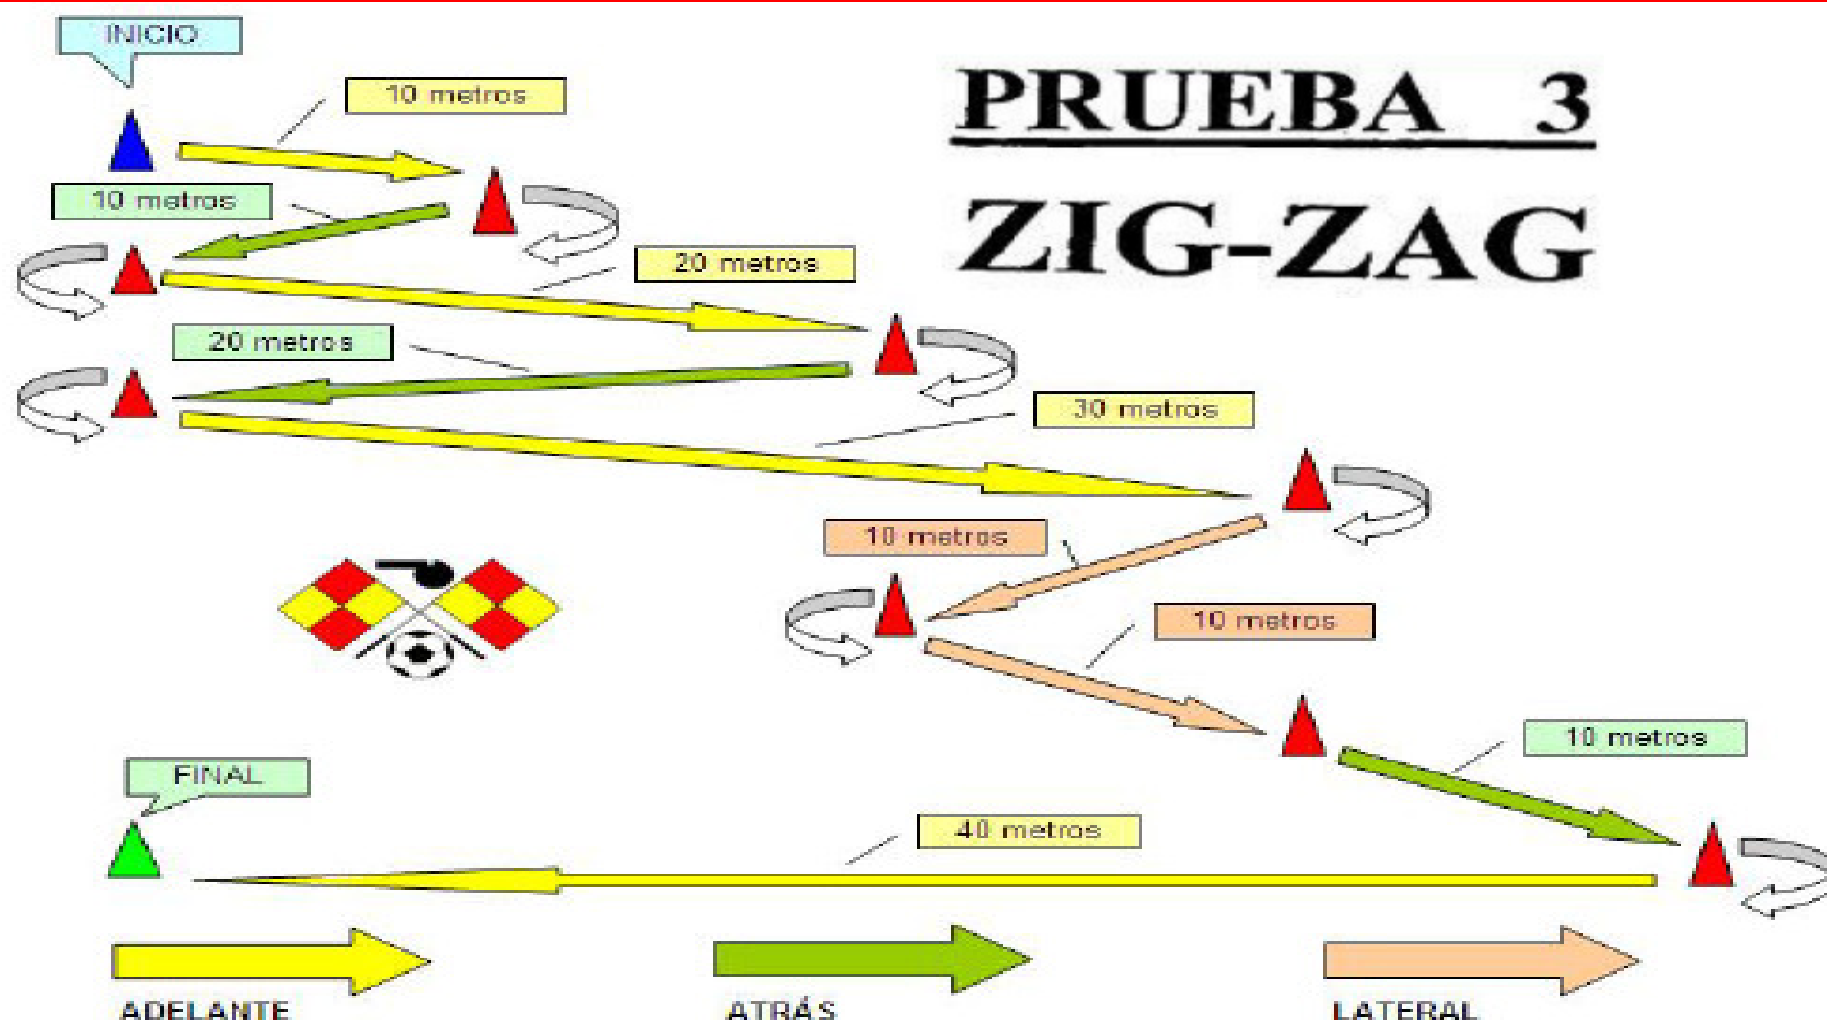 INICIO
10 metros
PRUEBA 3
10 metros
ZIG-ZAG
20 metros
20 metros
30 metros
10 metros
10 metros
10 metros
FINAL
40 metros
ADELANTE
ATRÁS
LATERAL